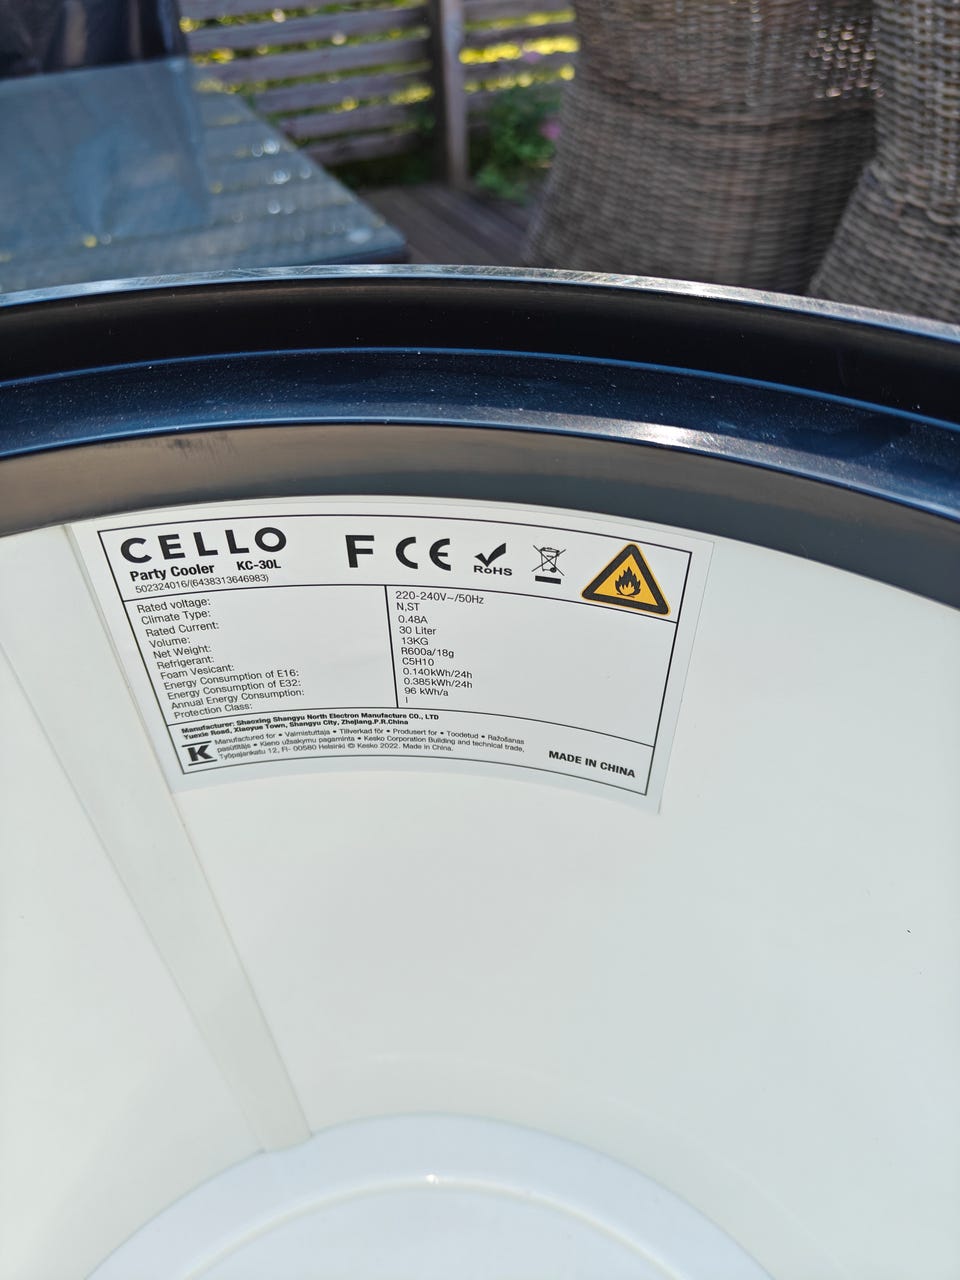 CELLO
Party Cooler KC-30L
502324016/(6438313646983)
F CE RoHS
Rated voltage: 220-240V~/50Hz
Climate Type: N,ST
Rated Current: 0.48A
Volume: 30 Liter
Net Weight: 13KG
Refrigerant: R600a/18g
Foam Vesicant: C5H10
Energy Consumption of E16: 0.140kWh/24h
Energy Consumption of E32: 0.385kWh/24h
Annual Energy Consumption: 96 kWh/a
Protection Class: I
Manufacturer: Shaoxing Shangyu North Electron Manufacture CO., LTD
Yuexie Road, Xiaoyue Town, Shangyu City, Zhejiang.P.R.China
K
Manufactured for • Valmistuttaja • Tillverkad för • Produsert for • Toodetud • Ražošanas
pasūtītājs • Kieno užsakymu pagaminta • Kesko Corporation Building and technical trade,
Työpajankatu 12, FI- 00580 Helsinki © Kesko 2022. Made in China.
MADE IN CHINA